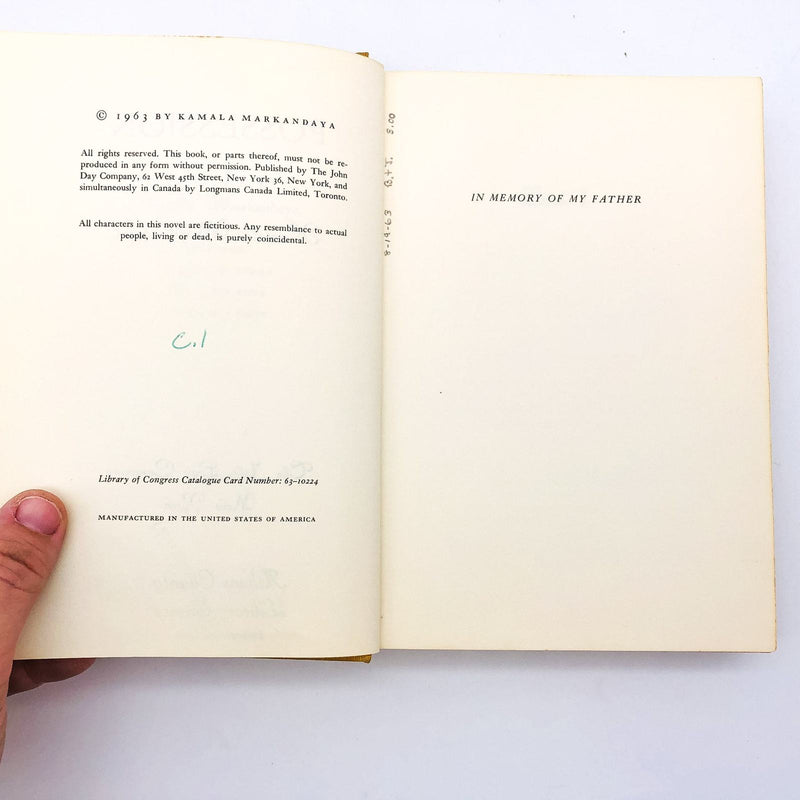 © 1963 BY KAMALA MARKANDAYA
All rights reserved. This book, or parts thereof, must not be re-
produced in any form without permission. Published by The John
Day Company, 62 West 45th Street, New York 36, New York, and
simultaneously in Canada by Longmans Canada Limited, Toronto.
All characters in this novel are fictitious. Any resemblance to actual
people, living or dead, is purely coincidental.
C.1
Library of Congress Catalogue Card Number: 63-10224
MANUFACTURED IN THE UNITED STATES OF AMERICA
8-19-63
IN MEMORY OF MY FATHER